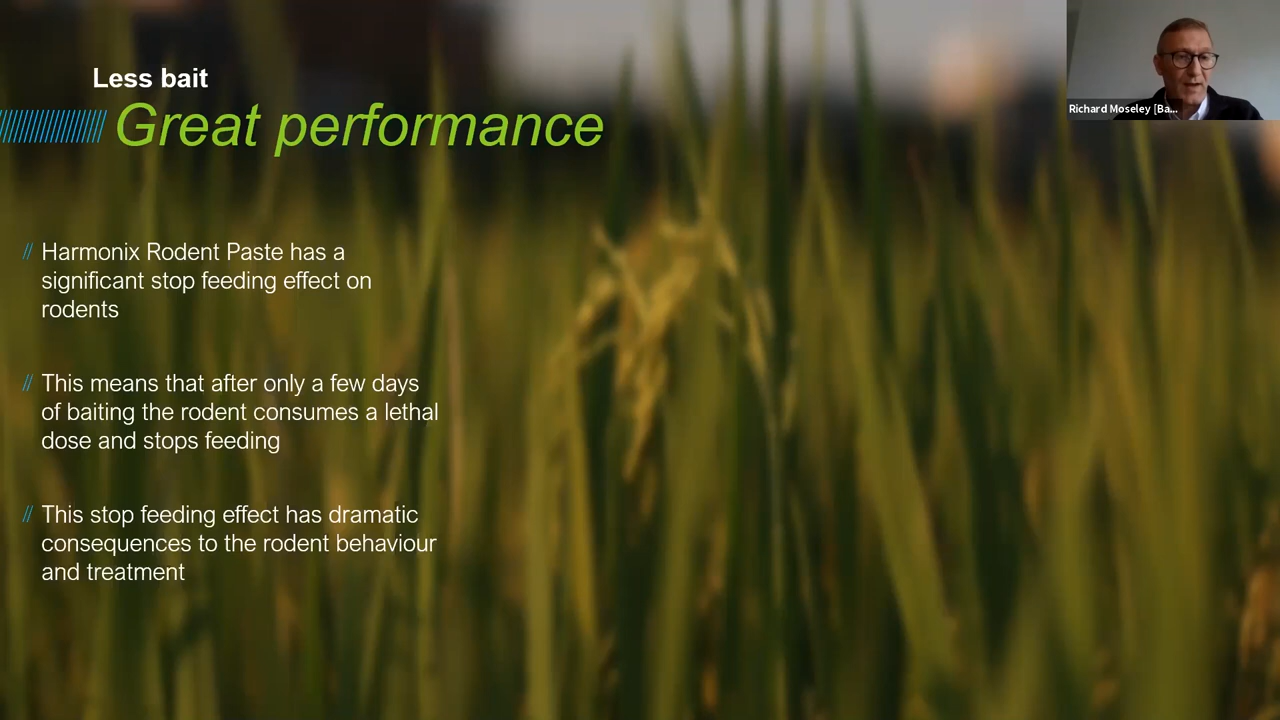 Less bait
Great performance
Richard Moseley [Ba...
// Harmonix Rodent Paste has a
significant stop feeding effect on
rodents
// This means that after only a few days
of baiting the rodent consumes a lethal
dose and stops feeding
// This stop feeding effect has dramatic
consequences to the rodent behaviour
and treatment